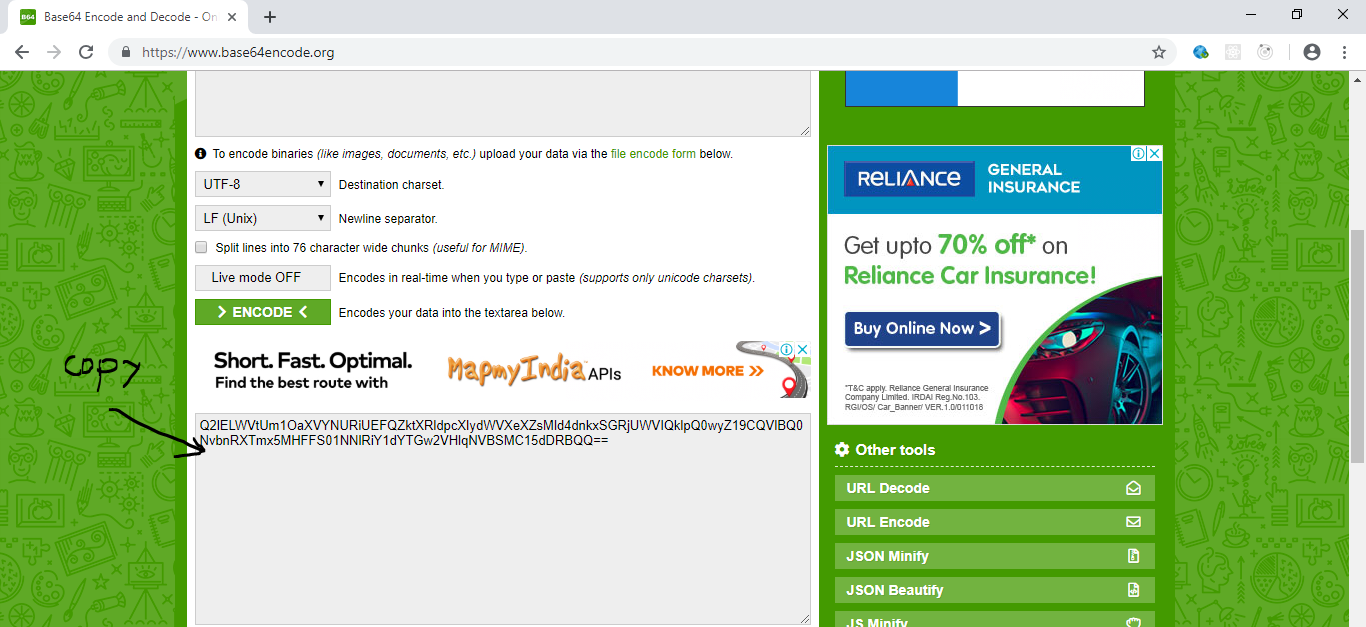 Base64 Encode and Decode - On
https://www.base64encode.org
To encode binaries (like images, documents, etc.) upload your data via the file encode form below.
UTF-8 Destination charset.
LF (Unix) Newline separator.
Split lines into 76 character wide chunks (useful for MIME).
Live mode OFF Encodes in real-time when you type or paste (supports only unicode charsets).
> ENCODE < Encodes your data into the textarea below.
Short. Fast. Optimal.
Find the best route with
MapmyIndia APIs
KNOW MORE >>
copy
RELIANCE
GENERAL
INSURANCE
Get upto 70% off* on
Reliance Car Insurance!
Buy Online Now >
*T&C apply. Reliance General Insurance
Company Limited. IRDAI Reg.No.103.
RGI/OS/ Car_Banner/ VER.1.0/011018
Other tools
URL Decode
URL Encode
JSON Minify
JSON Beautify
JS Minify